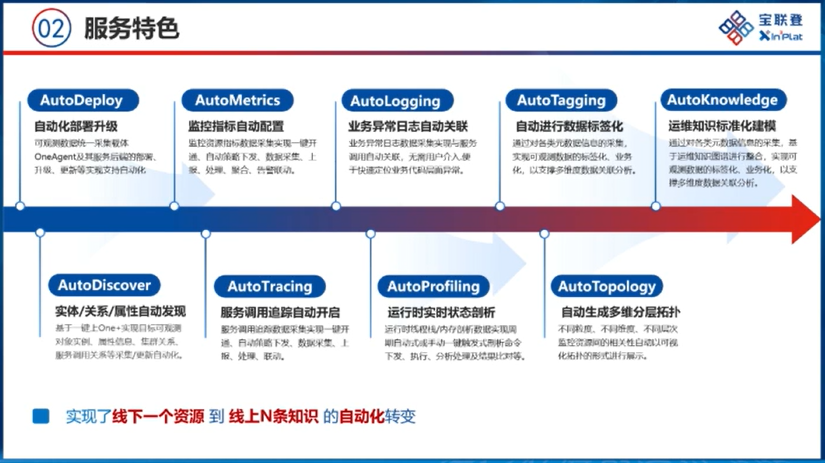 02 服务特色
宝联登
XinPlat
AutoDeploy
自动化部署升级
可观测数据统一采集载体
OneAgent及其服务后端的部署、
升级、更新等实现支持自动化
AutoMetrics
监控指标自动配置
监控资源指标数据采集实现一键开
通、自动策略下发、数据采集、上
报、处理、聚合、告警联动。
AutoLogging
业务异常日志自动关联
业务异常日志数据采集实现与服务
调用自动关联，无需用户介入，便
于快速定位业务代码层面异常。
AutoTagging
自动进行数据标签化
通过对各类元数据信息的采集，
实现可观测数据的标签化、业务
化，以支撑多维度数据关联分析。
AutoKnowledge
运维知识标准化建模
通过对各类元数据信息的采集，基
于运维知识图谱进行整合，实现可
观测数据的标签化、业务化，以支
撑多维度数据关联分析。
AutoDiscover
实体/关系/属性自动发现
基于一键上One+实现目标可观测
对象实例、属性信息、集群关系、
服务调用关系等采集/更新自动化。
AutoTracing
服务调用追踪自动开启
服务调用追踪数据采集实现一键开
通、自动策略下发、数据采集、上
报、处理、联动。
AutoProfiling
运行时实时状态剖析
运行时线程栈/内存剖析数据实现周
期自动式或手动一键触发式剖析命令
下发、执行、分析处理及结果比对等。
AutoTopology
自动生成多维分层拓扑
不同粒度、不同维度、不同层次
监控资源间的相关性自动以可视
化拓扑的形式进行展示。
实现了线下一个资源 到 线上N条知识 的自动化转变